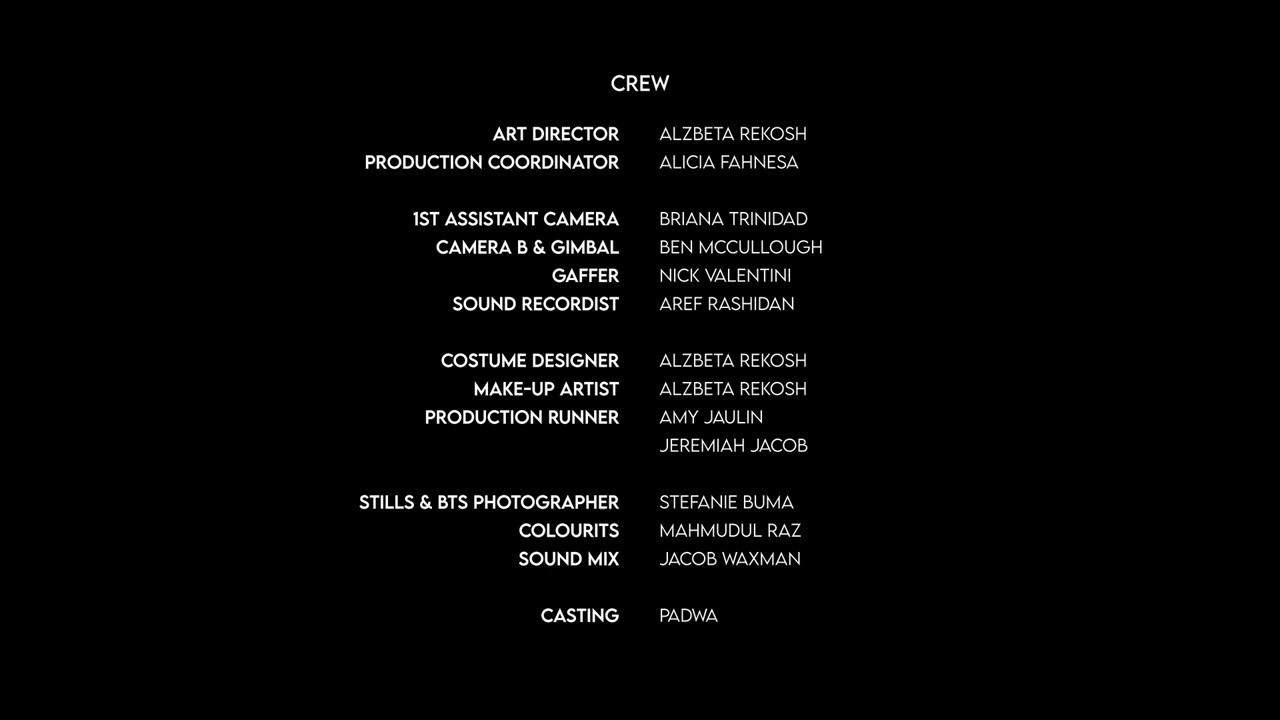 CREW
ART DIRECTOR ALZBETA REKOSH
PRODUCTION COORDINATOR ALICIA FAHNESA
1ST ASSISTANT CAMERA BRIANA TRINIDAD
CAMERA B & GIMBAL BEN MCCULLOUGH
GAFFER NICK VALENTINI
SOUND RECORDIST AREF RASHIDAN
COSTUME DESIGNER ALZBETA REKOSH
MAKE-UP ARTIST ALZBETA REKOSH
PRODUCTION RUNNER AMY JAULIN
JEREMIAH JACOB
STILLS & BTS PHOTOGRAPHER STEFANIE BUMA
COLOURITS MAHMUDUL RAZ
SOUND MIX JACOB WAXMAN
CASTING PADWA